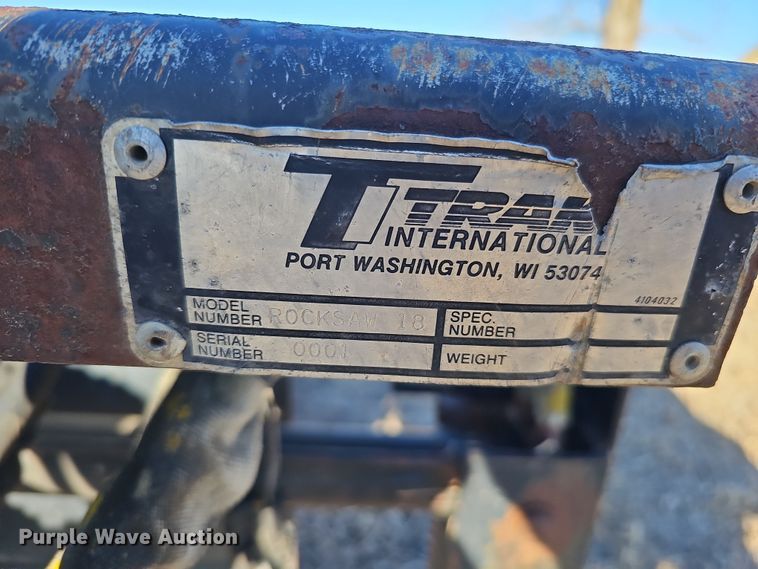 TRAK
INTERNATIONAL
PORT WASHINGTON, WI 53074
4104032
MODEL NUMBER ROCKSAW 18
SPEC. NUMBER
SERIAL NUMBER 0001
WEIGHT
Purple Wave Auction